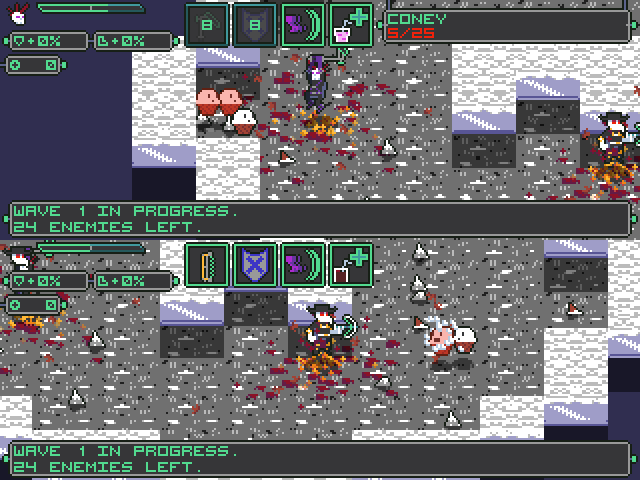 8
8
CONEY
5/25
+0%
+0%
0
WAVE 1 IN PROGRESS.
24 ENEMIES LEFT.
+0%
+0%
0
WAVE 1 IN PROGRESS.
24 ENEMIES LEFT.